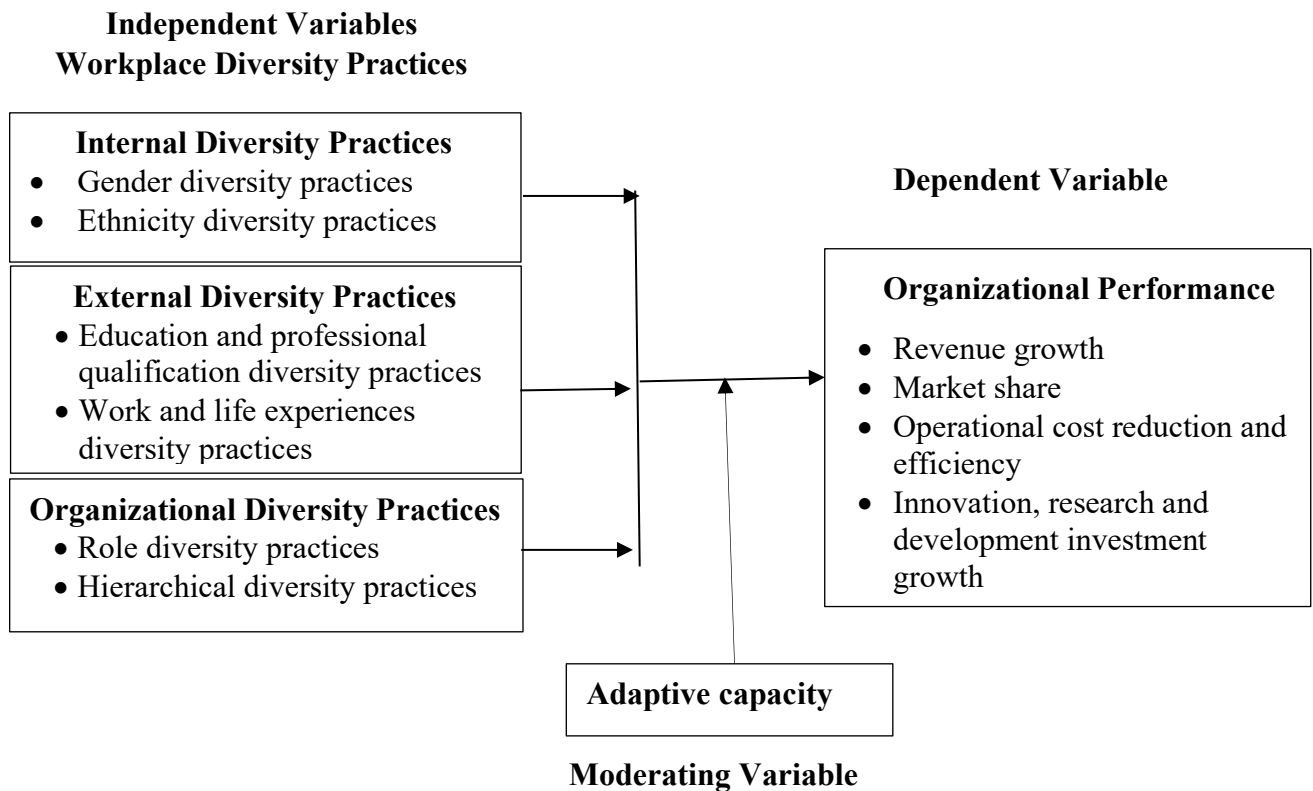 Independent Variables
Workplace Diversity Practices
Internal Diversity Practices
• Gender diversity practices
• Ethnicity diversity practices
External Diversity Practices
• Education and professional
qualification diversity practices
• Work and life experiences
diversity practices
Organizational Diversity Practices
• Role diversity practices
• Hierarchical diversity practices
Dependent Variable
Organizational Performance
• Revenue growth
• Market share
• Operational cost reduction and
efficiency
• Innovation, research and
development investment
growth
Adaptive capacity
Moderating Variable